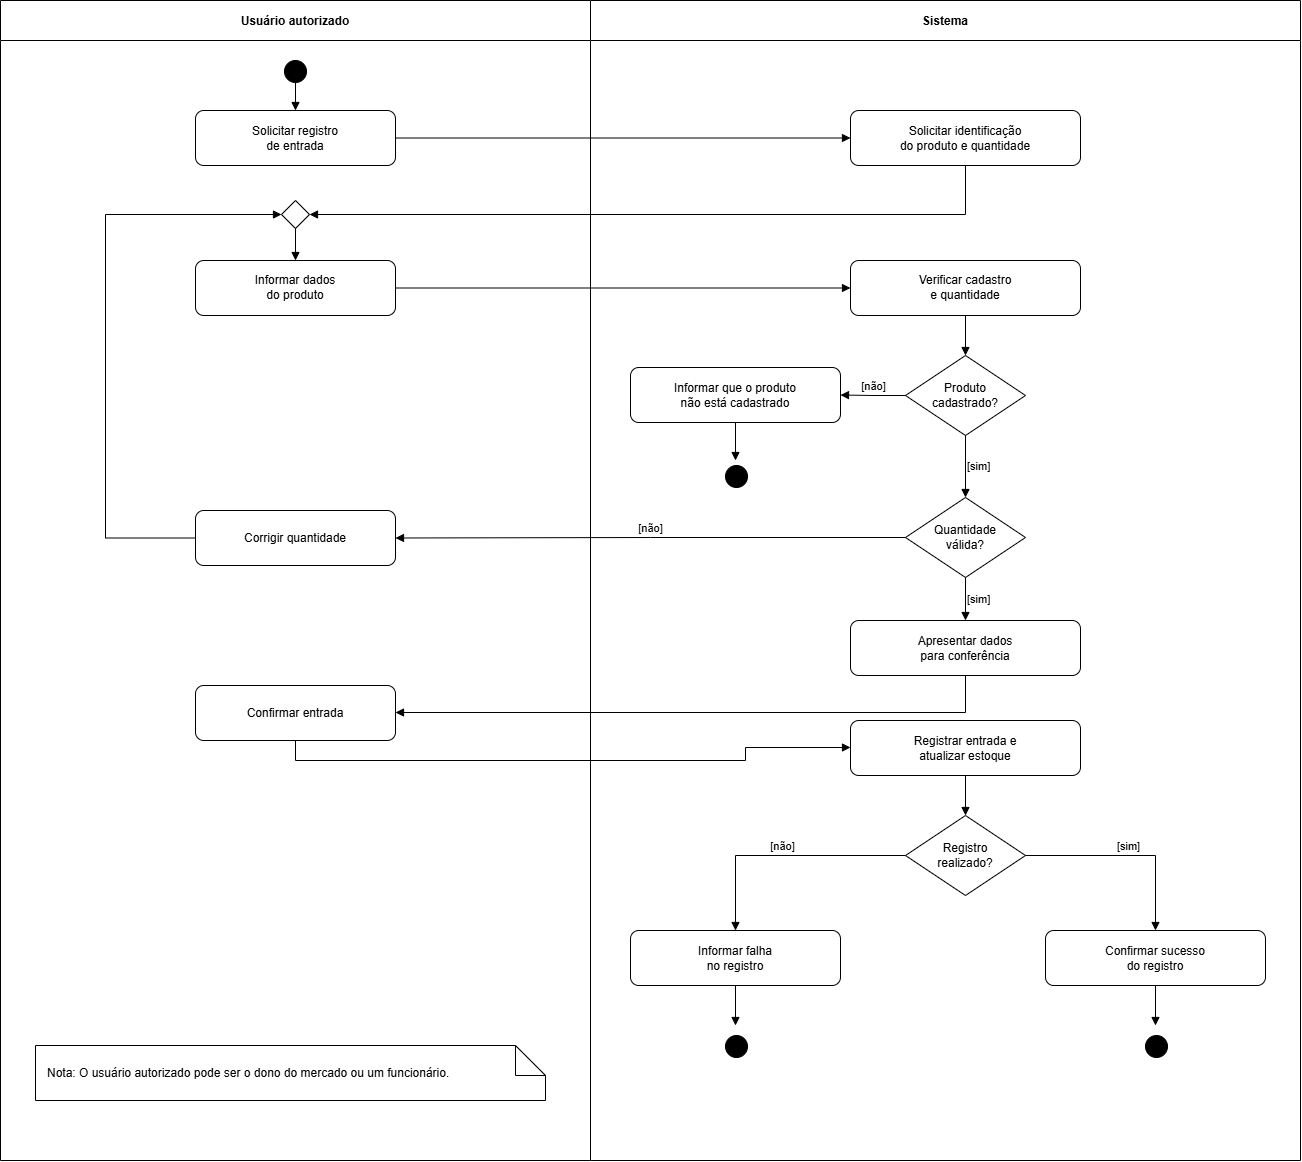 Usuário autorizado
Sistema
Solicitar registro
de entrada
Solicitar identificação
do produto e quantidade
Informar dados
do produto
Verificar cadastro
e quantidade
Informar que o produto
não está cadastrado
[não]
Produto
cadastrado?
[sim]
Corrigir quantidade
[não]
Quantidade
válida?
[sim]
Apresentar dados
para conferência
Confirmar entrada
Registrar entrada e
atualizar estoque
[não]
Registro
realizado?
[sim]
Informar falha
no registro
Confirmar sucesso
do registro
Nota: O usuário autorizado pode ser o dono do mercado ou um funcionário.